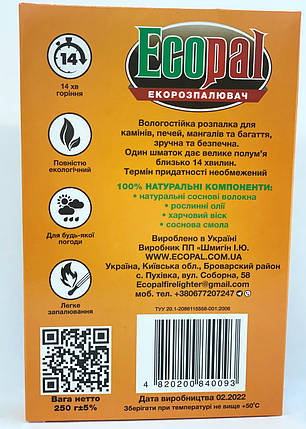 14
14 хв
горіння
Повністю
екологічний
Для будь-якої
погоди
Легке
запалювання
Ecopal
ЕКОРОЗПАЛЮВАЧ
Вологостійка розпалка для
камінів, печей, мангалів та багаття,
зручна та безпечна.
Один шматок дає велике полум'я
близько 14 хвилин.
Термін придатності необмежений
100% НАТУРАЛЬНІ КОМПОНЕНТИ:
• натуральні соснові волокна
• рослинні олії
• харчовий віск
• соснова смола
Вироблено в Україні
Виробник ПП «Шмигін І.Ю.
WWW.ECOPAL.COM.UA
Україна, Київська обл., Броварский район
с. Пухівка, вул. Соборна, 58
Ecopalfirelighter@gmail.com
моб. тел. +380677207247
ТУУ 20.1-2086115558-001:2006
4 820200 840093
Вага нетто
250 г±5%
Дата виробництва 02.2022
Зберігати при температурі не вище +50°С